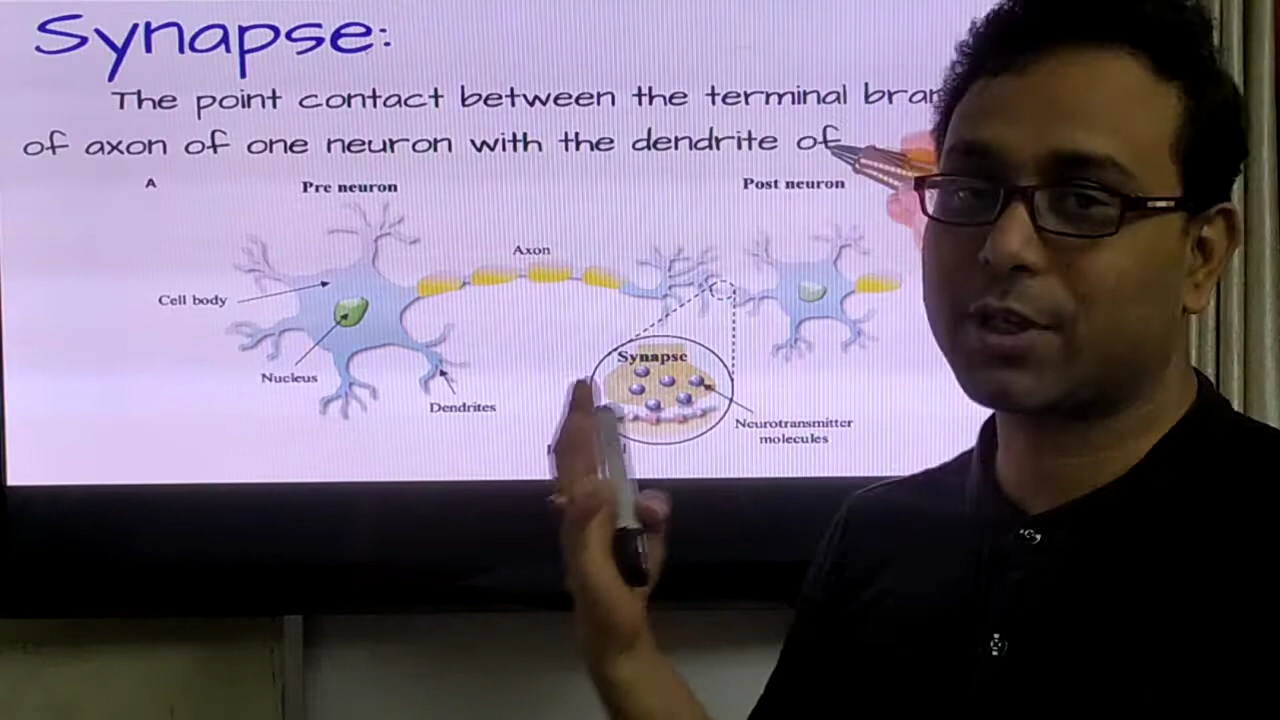 Synapse:
The point contact between the terminal
of axon of one neuron with the dendrite of
A
Pre neuron
Post neuron
Axon
Cell body
Synapse
Nucleus
Dendrites
Neurotransmitter
molecules